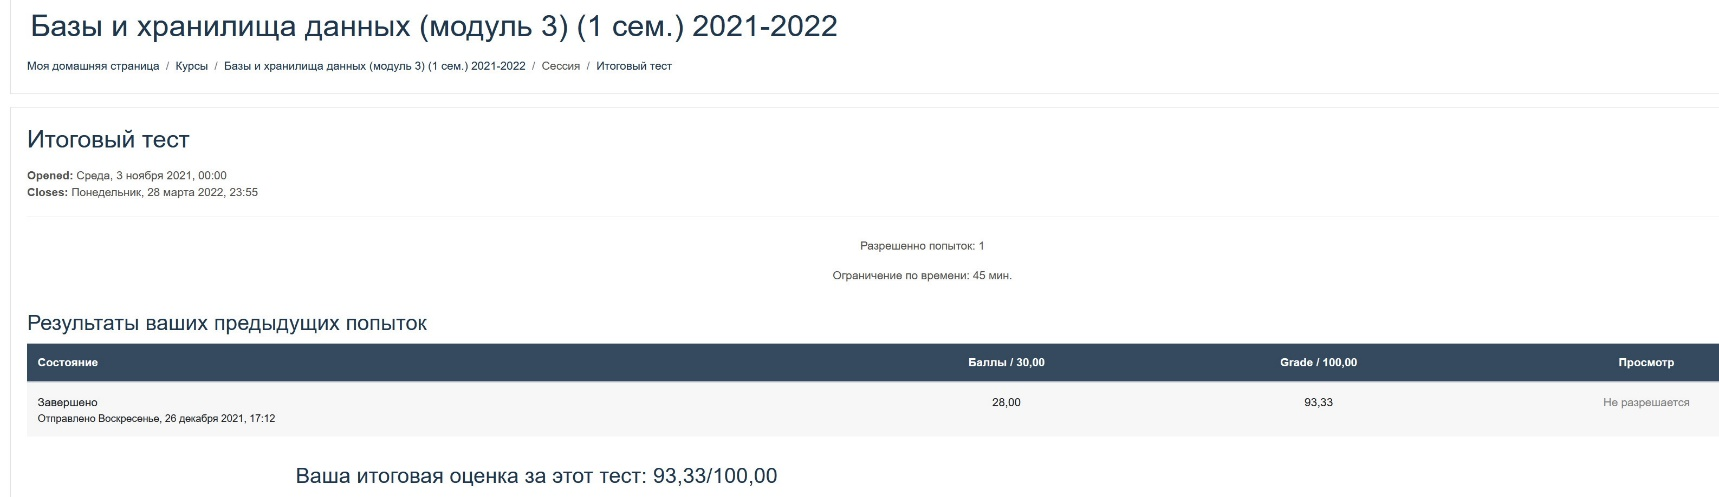 Базы и хранилища данных (модуль 3) (1 сем.) 2021-2022
Моя домашняя страница / Курсы / Базы и хранилища данных (модуль 3) (1 сем.) 2021-2022 / Сессия / Итоговый тест
Итоговый тест
Opened: Среда, 3 ноября 2021, 00:00
Closes: Понедельник, 28 марта 2022, 23:55
Разрешенно попыток: 1
Ограничение по времени: 45 мин.
Результаты ваших предыдущих попыток
Состояние Баллы / 30,00 Grade / 100,00 Просмотр
Завершено 28,00 93,33 Не разрешается
Отправлено Воскресенье, 26 декабря 2021, 17:12
Ваша итоговая оценка за этот тест: 93,33/100,00